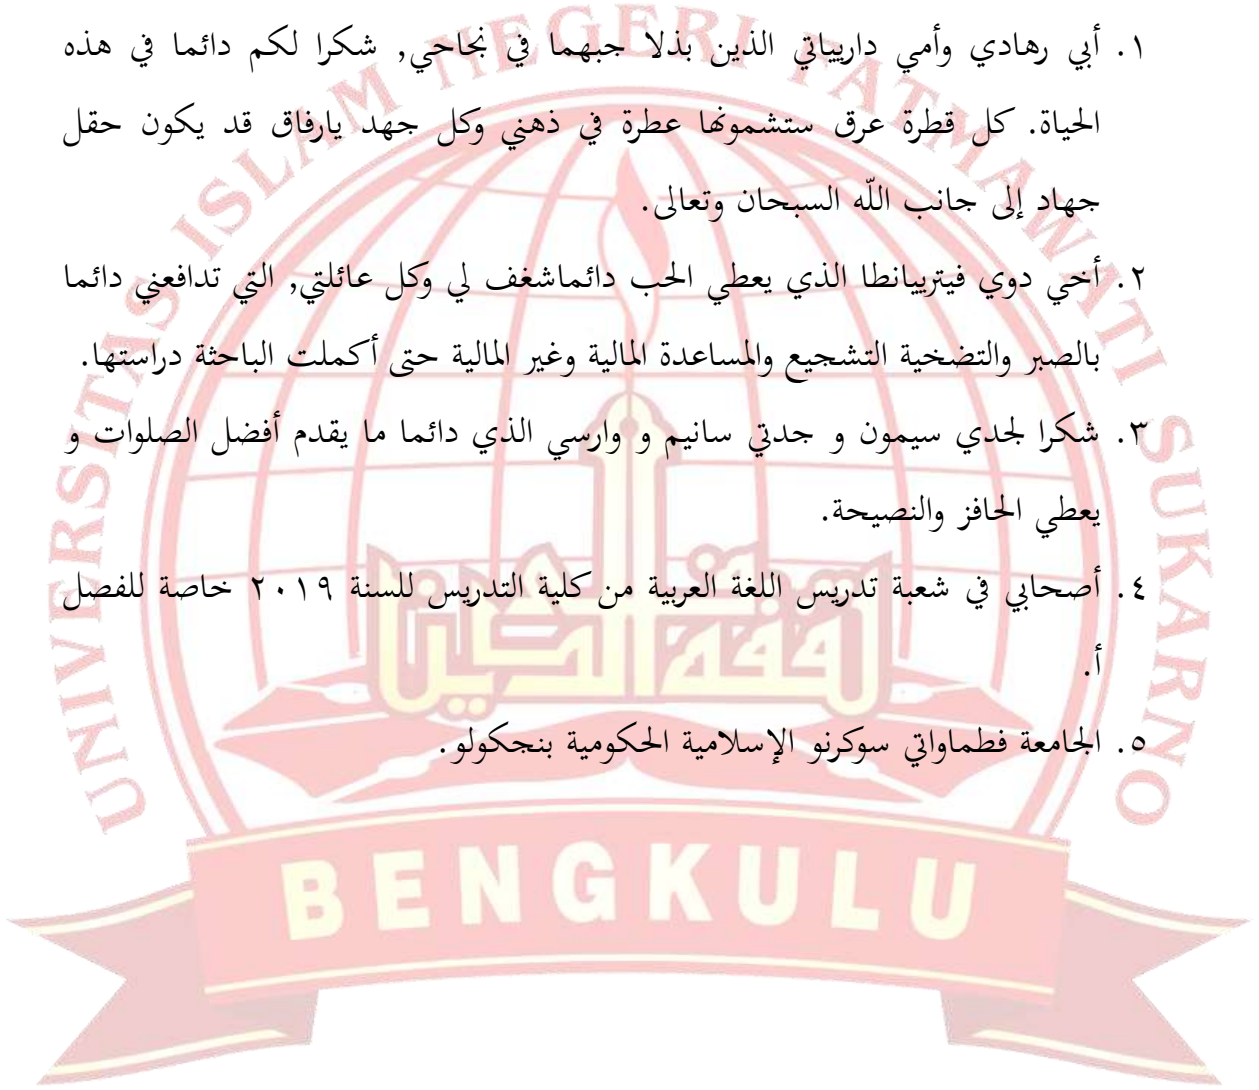 ١. أبي رهادي وأمي دارييباتي الذين بذلا جبهما في نجاحي, شكرا لكم دائما في هذه
الحياة. كل قطرة عرق ستشمونها عطرة في ذهني وكل جهد يارفاق قد يكون حقل
جهاد إلى جانب اللّه السبحان وتعالى.
٢. أخي دوي فيتربيانطا الذي يعطي الحب دائماشغف لي وكل عائلتي, التي تدافعني دائما
بالصبر والتضخية التشجيع والمساعدة المالية وغير المالية حتى أكملت الباحثة دراستها.
٣. شكرا لجدي سيمون و جدتي سانيم و وارسي الذي دائما ما يقدم أفضل الصلوات و
يعطي الحافز والنصيحة.
٤. أصحابي في شعبة تدريس اللغة العربية من كلية التدريس للسنة ٢٠١٩ خاصة للفصل
أ.
٥. الجامعة فطماواتي سوكرنو الإسلامية الحكومية بنجكولو.
UNIVERSITAS ISLAM NEGERI FATMAWATI SUKARNO
BENGKULU